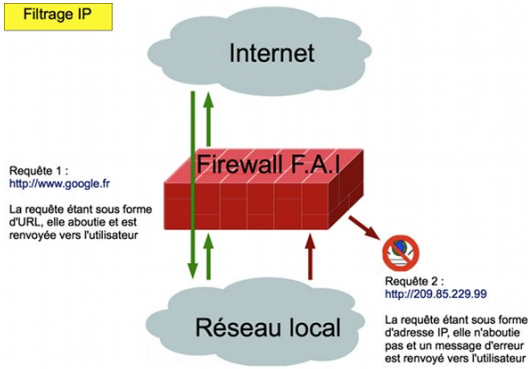 Filtrage IP
Internet
Firewall F.A.I
Requête 1 :
http://www.google.fr
La requête étant sous forme
d'URL, elle aboutie et est
renvoyée vers l'utilisateur
Réseau local
Requête 2 :
http://209.85.229.99
La requête étant sous forme
d'adresse IP, elle n'aboutie
pas et un message d'erreur
est renvoyé vers l'utilisateur